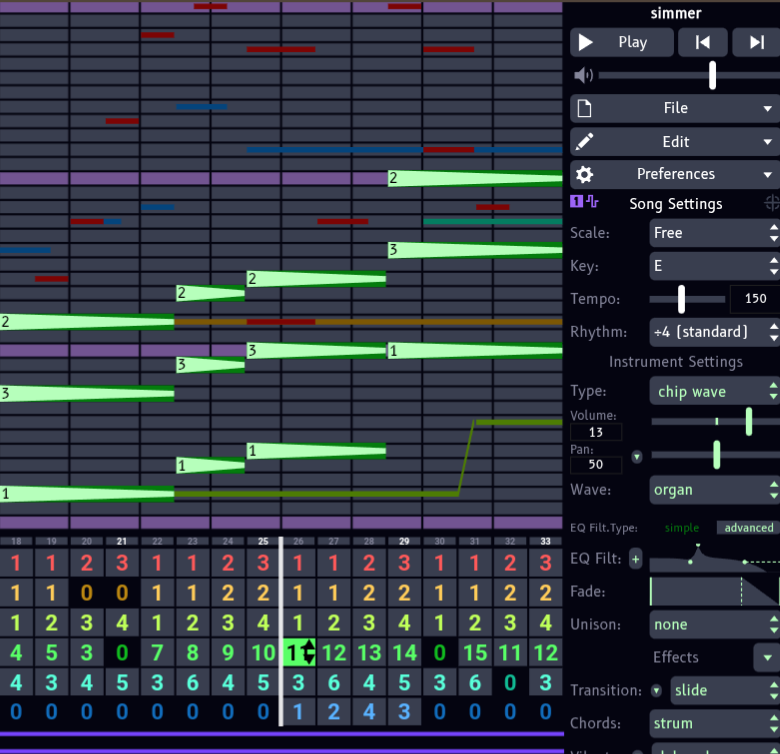 simmer
Play
File
Edit
Preferences
1 Song Settings
Scale: Free
Key: E
Tempo: 150
Rhythm: ÷4 (standard)
Instrument Settings
Type: chip wave
Volume:
13
Pan:
50
Wave: organ
EQ Filt.Type: simple advanced
EQ Filt: +
Fade:
Unison: none
Effects
Transition: slide
Chords: strum
2
3
2
2
2
3
3
1
3
1
1
1
18 19 20 21 22 23 24 25 26 27 28 29 30 31 32 33
1 1 2 3 1 1 2 3 1 1 2 3 1 1 2 3
1 1 0 0 1 1 2 2 1 1 2 2 1 1 2 2
1 2 3 4 1 2 3 4 1 2 3 4 1 2 3 4
4 5 3 0 7 8 9 10 11 12 13 14 0 15 11 12
4 3 4 5 3 6 4 5 3 6 4 5 3 6 0 3
0 0 0 0 0 0 0 0 1 2 4 3 0 0 0 0